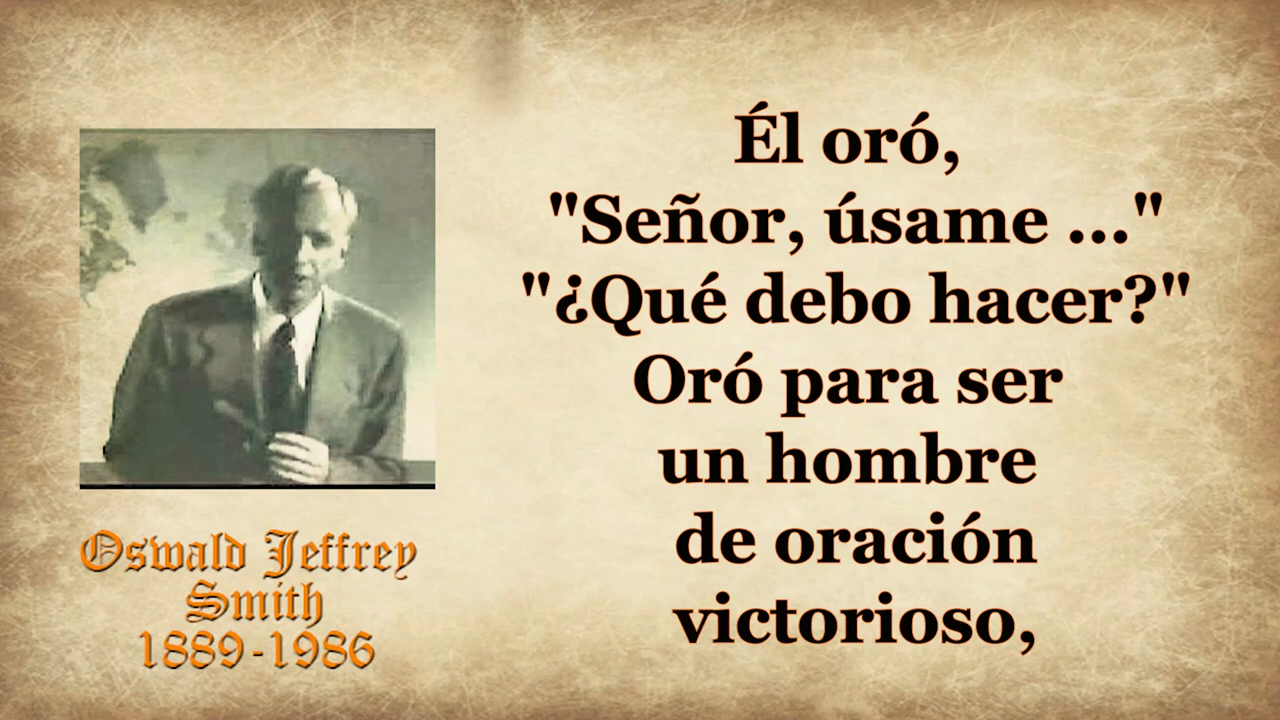 Él oró,
"Señor, úsame ..."
"¿Qué debo hacer?"
Oró para ser
un hombre
de oración
victorioso,
Oswald Jeffrey
Smith
1889-1986